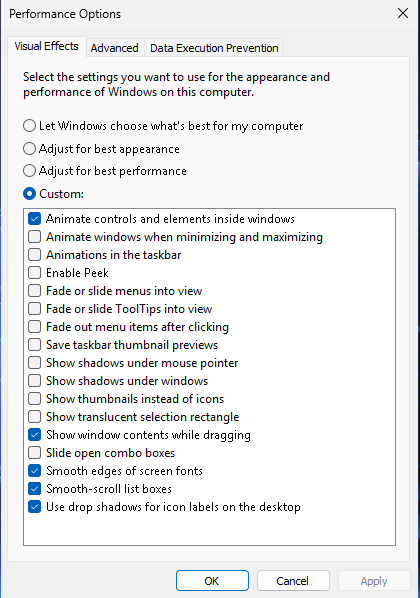 Performance Options
Visual Effects Advanced Data Execution Prevention
Select the settings you want to use for the appearance and
performance of Windows on this computer.
Let Windows choose what's best for my computer
Adjust for best appearance
Adjust for best performance
Custom:
Animate controls and elements inside windows
Animate windows when minimizing and maximizing
Animations in the taskbar
Enable Peek
Fade or slide menus into view
Fade or slide ToolTips into view
Fade out menu items after clicking
Save taskbar thumbnail previews
Show shadows under mouse pointer
Show shadows under windows
Show thumbnails instead of icons
Show translucent selection rectangle
Show window contents while dragging
Slide open combo boxes
Smooth edges of screen fonts
Smooth-scroll list boxes
Use drop shadows for icon labels on the desktop
OK Cancel Apply